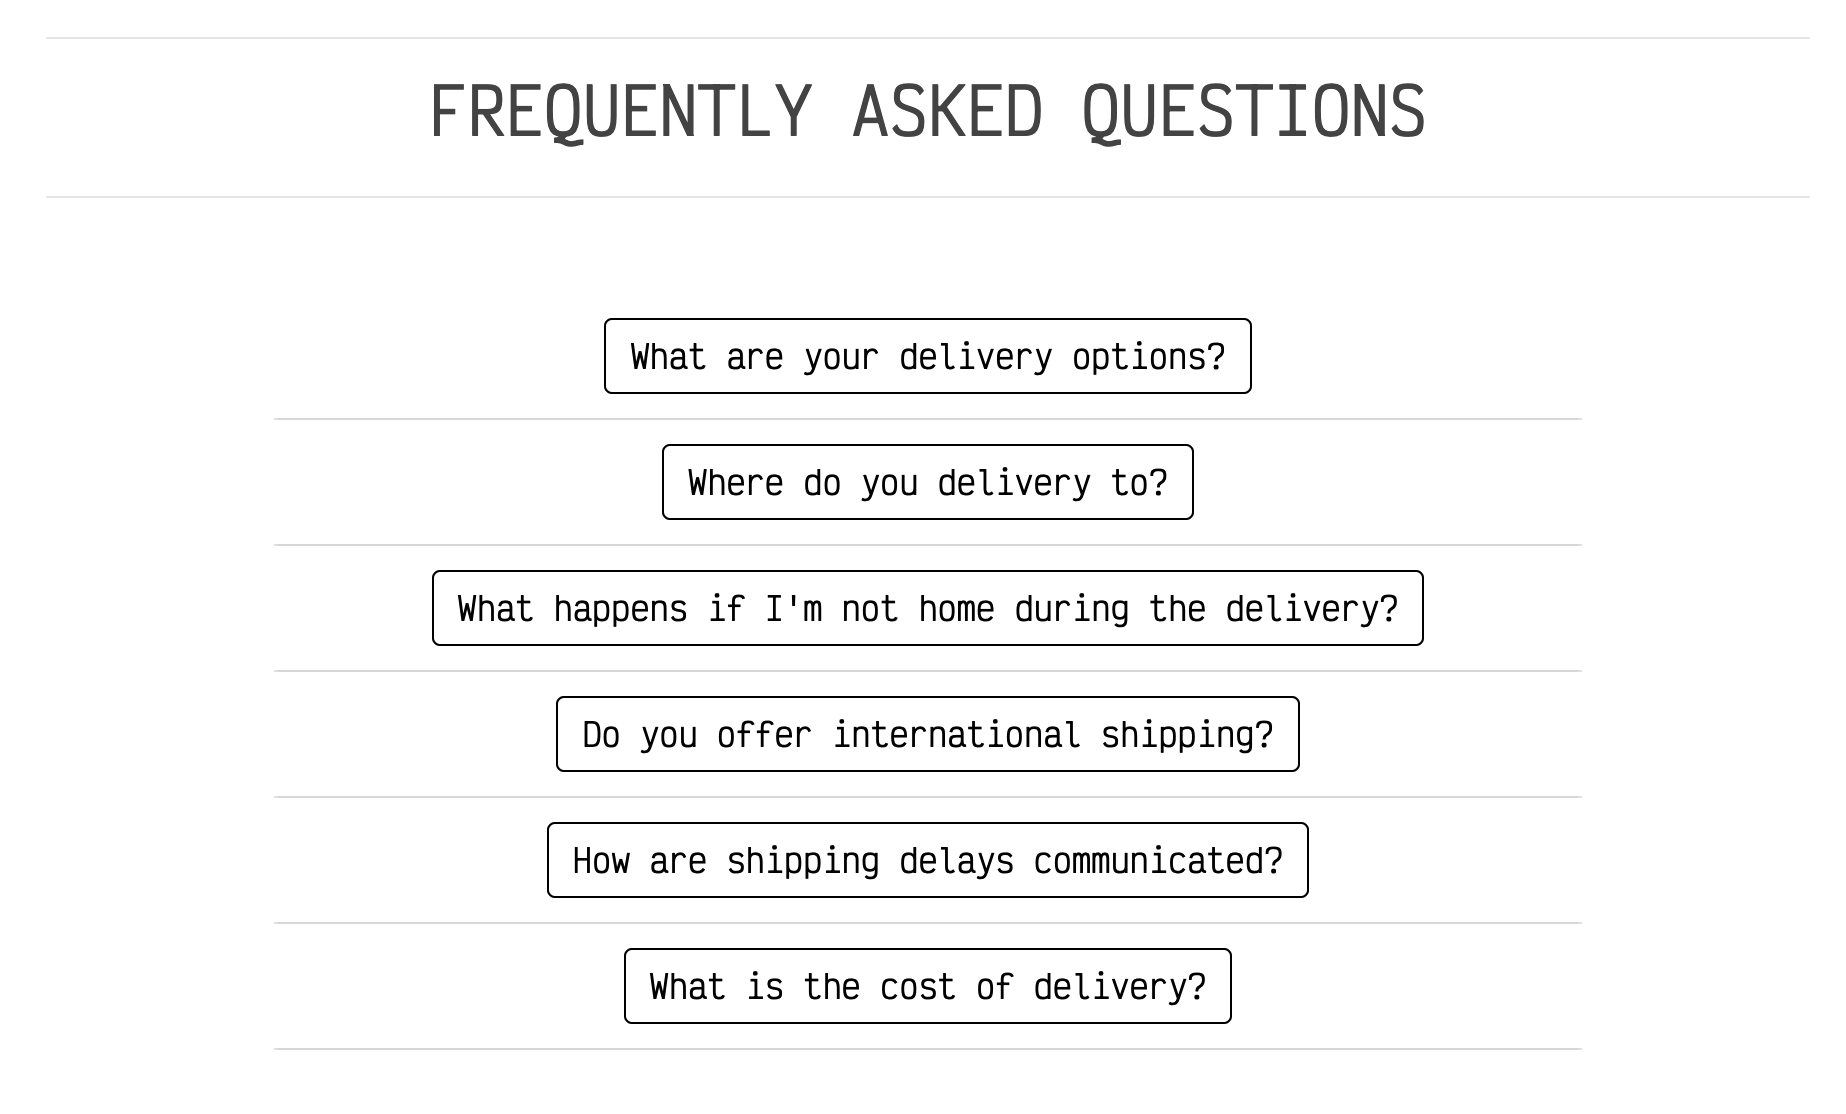 FREQUENTLY ASKED QUESTIONS
What are your delivery options?
Where do you delivery to?
What happens if I'm not home during the delivery?
Do you offer international shipping?
How are shipping delays communicated?
What is the cost of delivery?